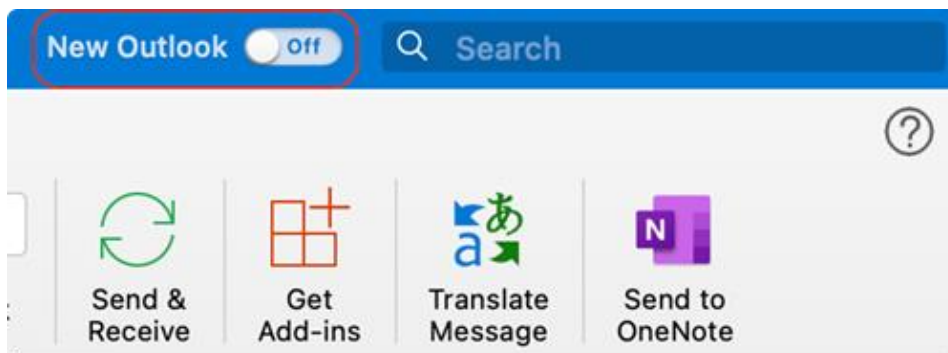 New Outlook Off Search
?
Send & Get Translate Send to
Receive Add-ins Message OneNote